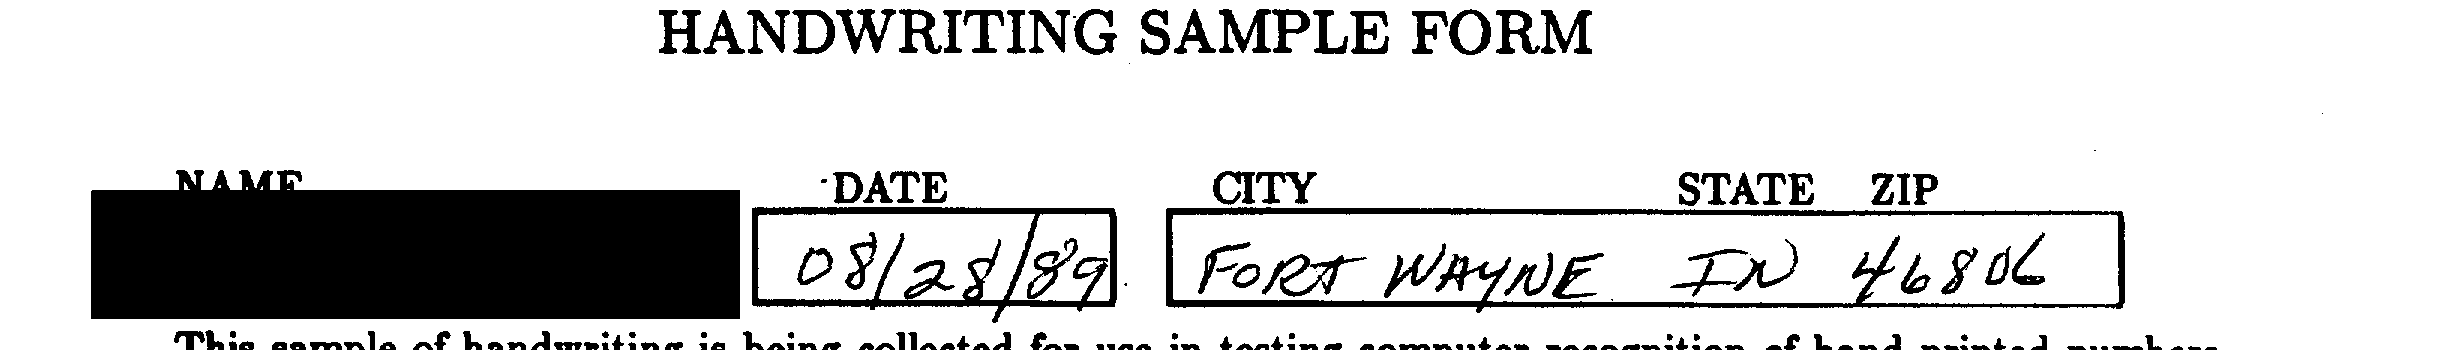 HANDWRITING SAMPLE FORM
NAME DATE CITY STATE ZIP
08/28/89 FORT WAYNE IN 46806
This sample of handwriting is being collected for use in testing computer recognition of hand printed numbers